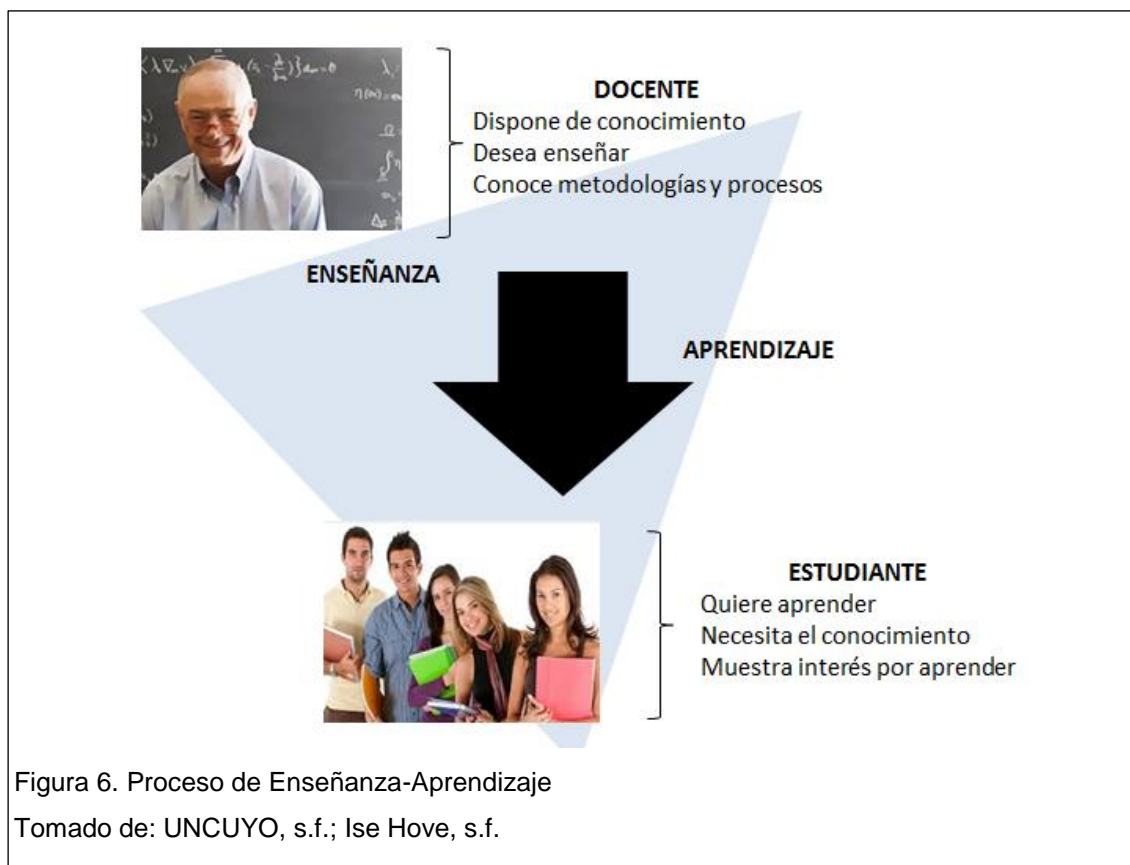 DOCENTE
Dispone de conocimiento
Desea enseñar
Conoce metodologías y procesos
ENSEÑANZA
APRENDIZAJE
ESTUDIANTE
Quiere aprender
Necesita el conocimiento
Muestra interés por aprender
Figura 6. Proceso de Enseñanza-Aprendizaje
Tomado de: UNCUYO, s.f.; Ise Hove, s.f.